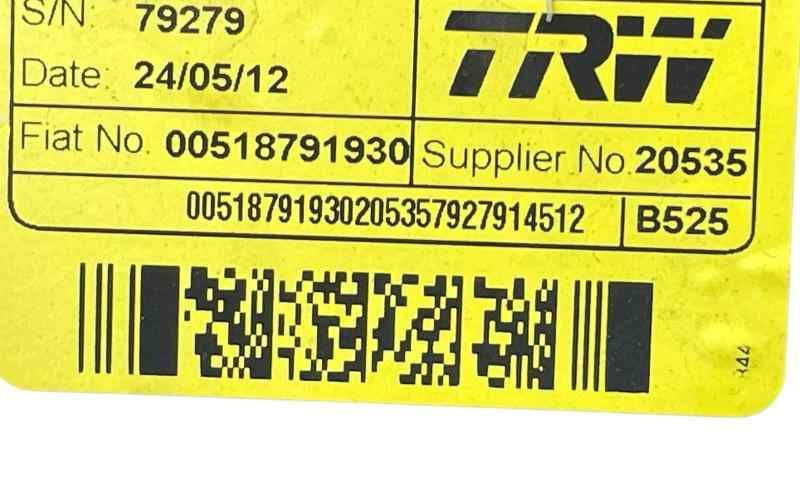 S/N: 79279
TRW
Date: 24/05/12
Fiat No. 00518791930
Supplier No. 20535
00518791930205357927914512
B525